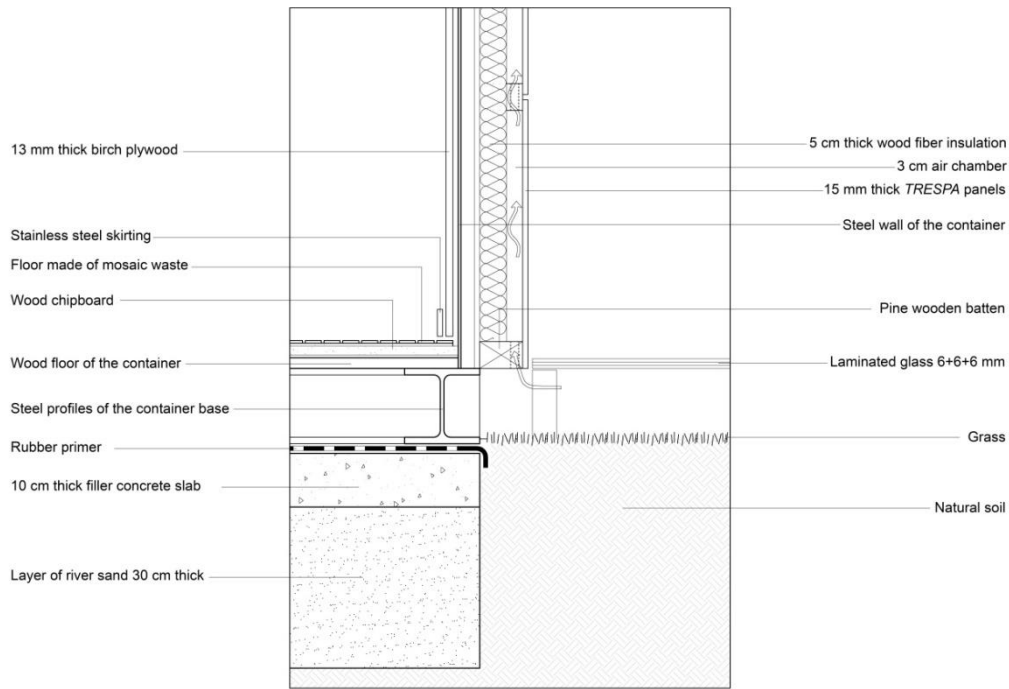 13 mm thick birch plywood
Stainless steel skirting
Floor made of mosaic waste
Wood chipboard
Wood floor of the container
Steel profiles of the container base
Rubber primer
10 cm thick filler concrete slab
Layer of river sand 30 cm thick
5 cm thick wood fiber insulation
3 cm air chamber
15 mm thick TRESPA panels
Steel wall of the container
Pine wooden batten
Laminated glass 6+6+6 mm
Grass
Natural soil